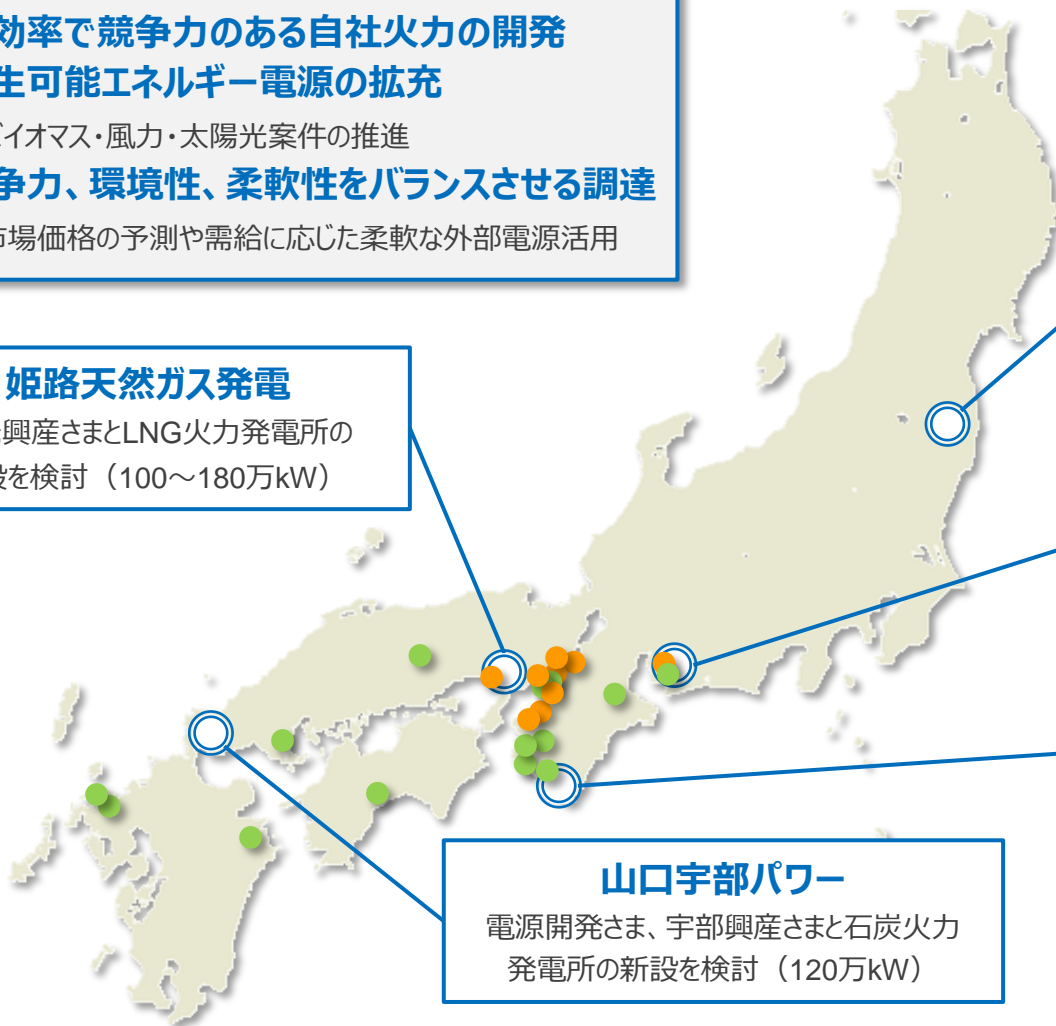 効率で競争力のある自社火力の開発
生可能エネルギー電源の拡充
バイオマス・風力・太陽光案件の推進
争力、環境性、柔軟性をバランスさせる調達
市場価格の予測や需給に応じた柔軟な外部電源活用
姫路天然ガス発電
興産さまとLNG火力発電所の
を検討（100～180万kW）
山口宇部パワー
電源開発さま、宇部興産さまと石炭火力
発電所の新設を検討（120万kW）